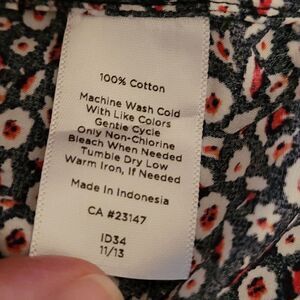 100% Cotton
Machine Wash Cold
With Like Colors
Gentle Cycle
Only Non-Chlorine
Bleach When Needed
Tumble Dry Low
Warm Iron, If Needed
Made In Indonesia
CA #23147
ID34
11/13